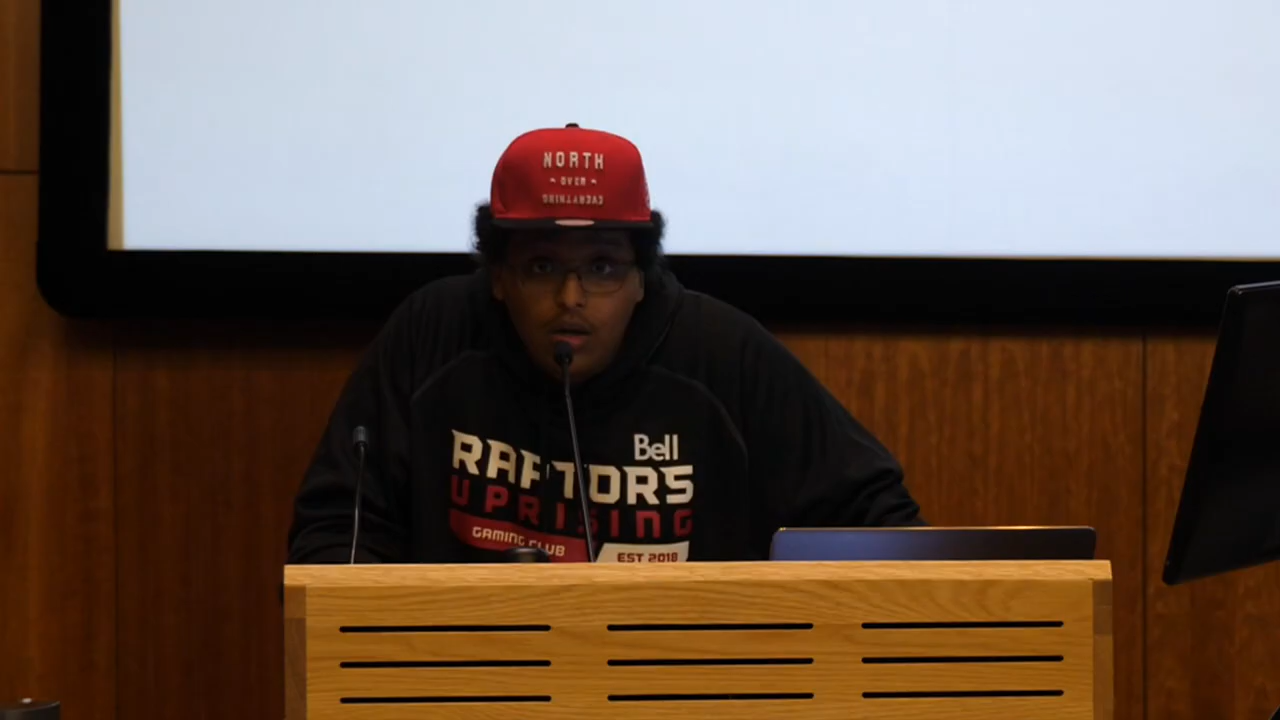 NORTH
~ OVER ~
EVERYTHING
Bell
RAPTORS
UPRISING
GAMING CLUB
EST 2018